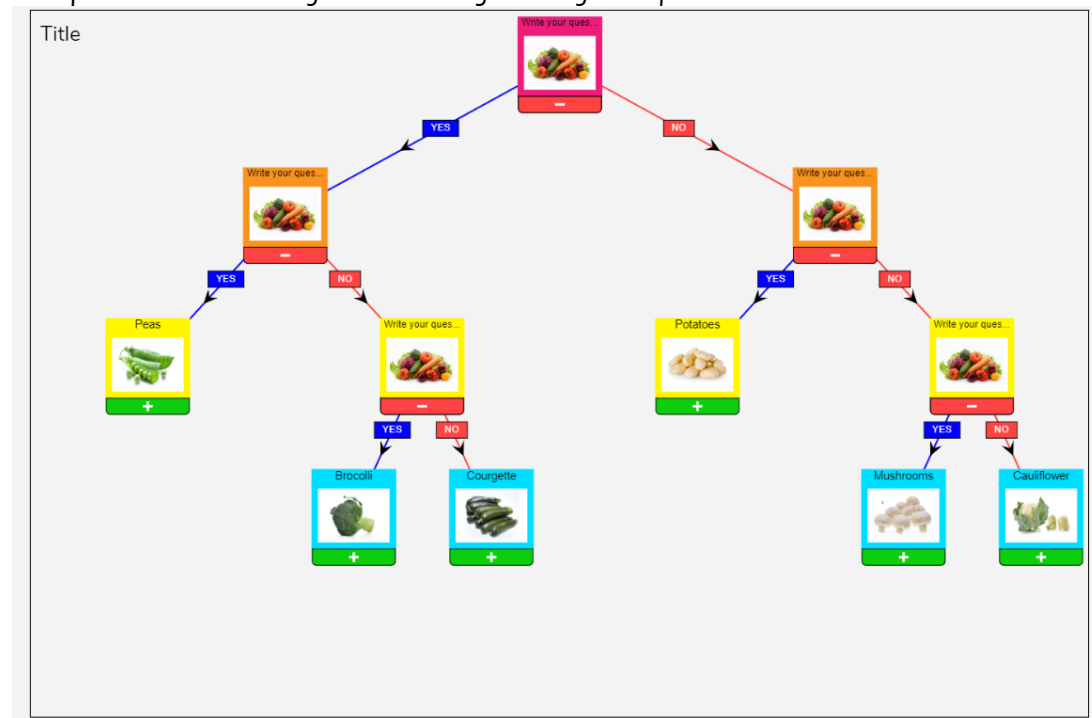 Title
Write your ques...
YES
NO
Write your ques...
Write your ques...
YES
NO
YES
NO
Peas
Write your ques...
Potatoes
Write your ques...
YES
NO
YES
NO
Brocolli
Courgette
Mushrooms
Cauliflower